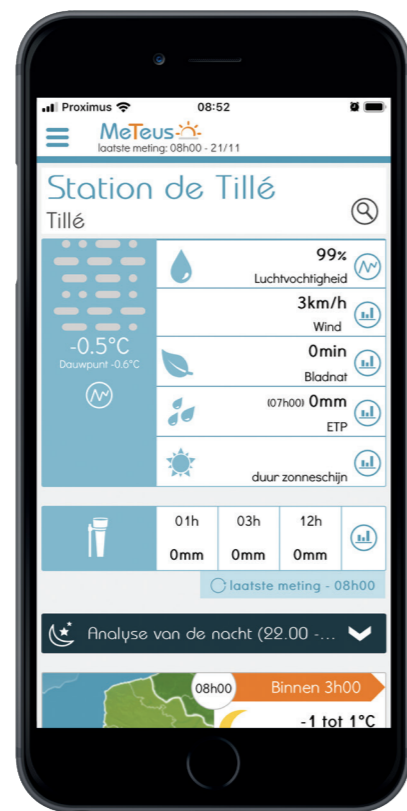 Proximus 08:52
MeTeus
laatste meting: 08h00 - 21/11
Station de Tillé
Tillé
99%
Luchtvochtigheid
3km/h
Wind
-0.5°C
Dauwpunt -0.6°C
0min
Bladnat
(07h00) 0mm
ETP
duur zonneschijn
01h 03h 12h
0mm 0mm 0mm
laatste meting - 08h00
Analyse van de nacht (22.00 -...
08h00 Binnen 3h00
-1 tot 1°C